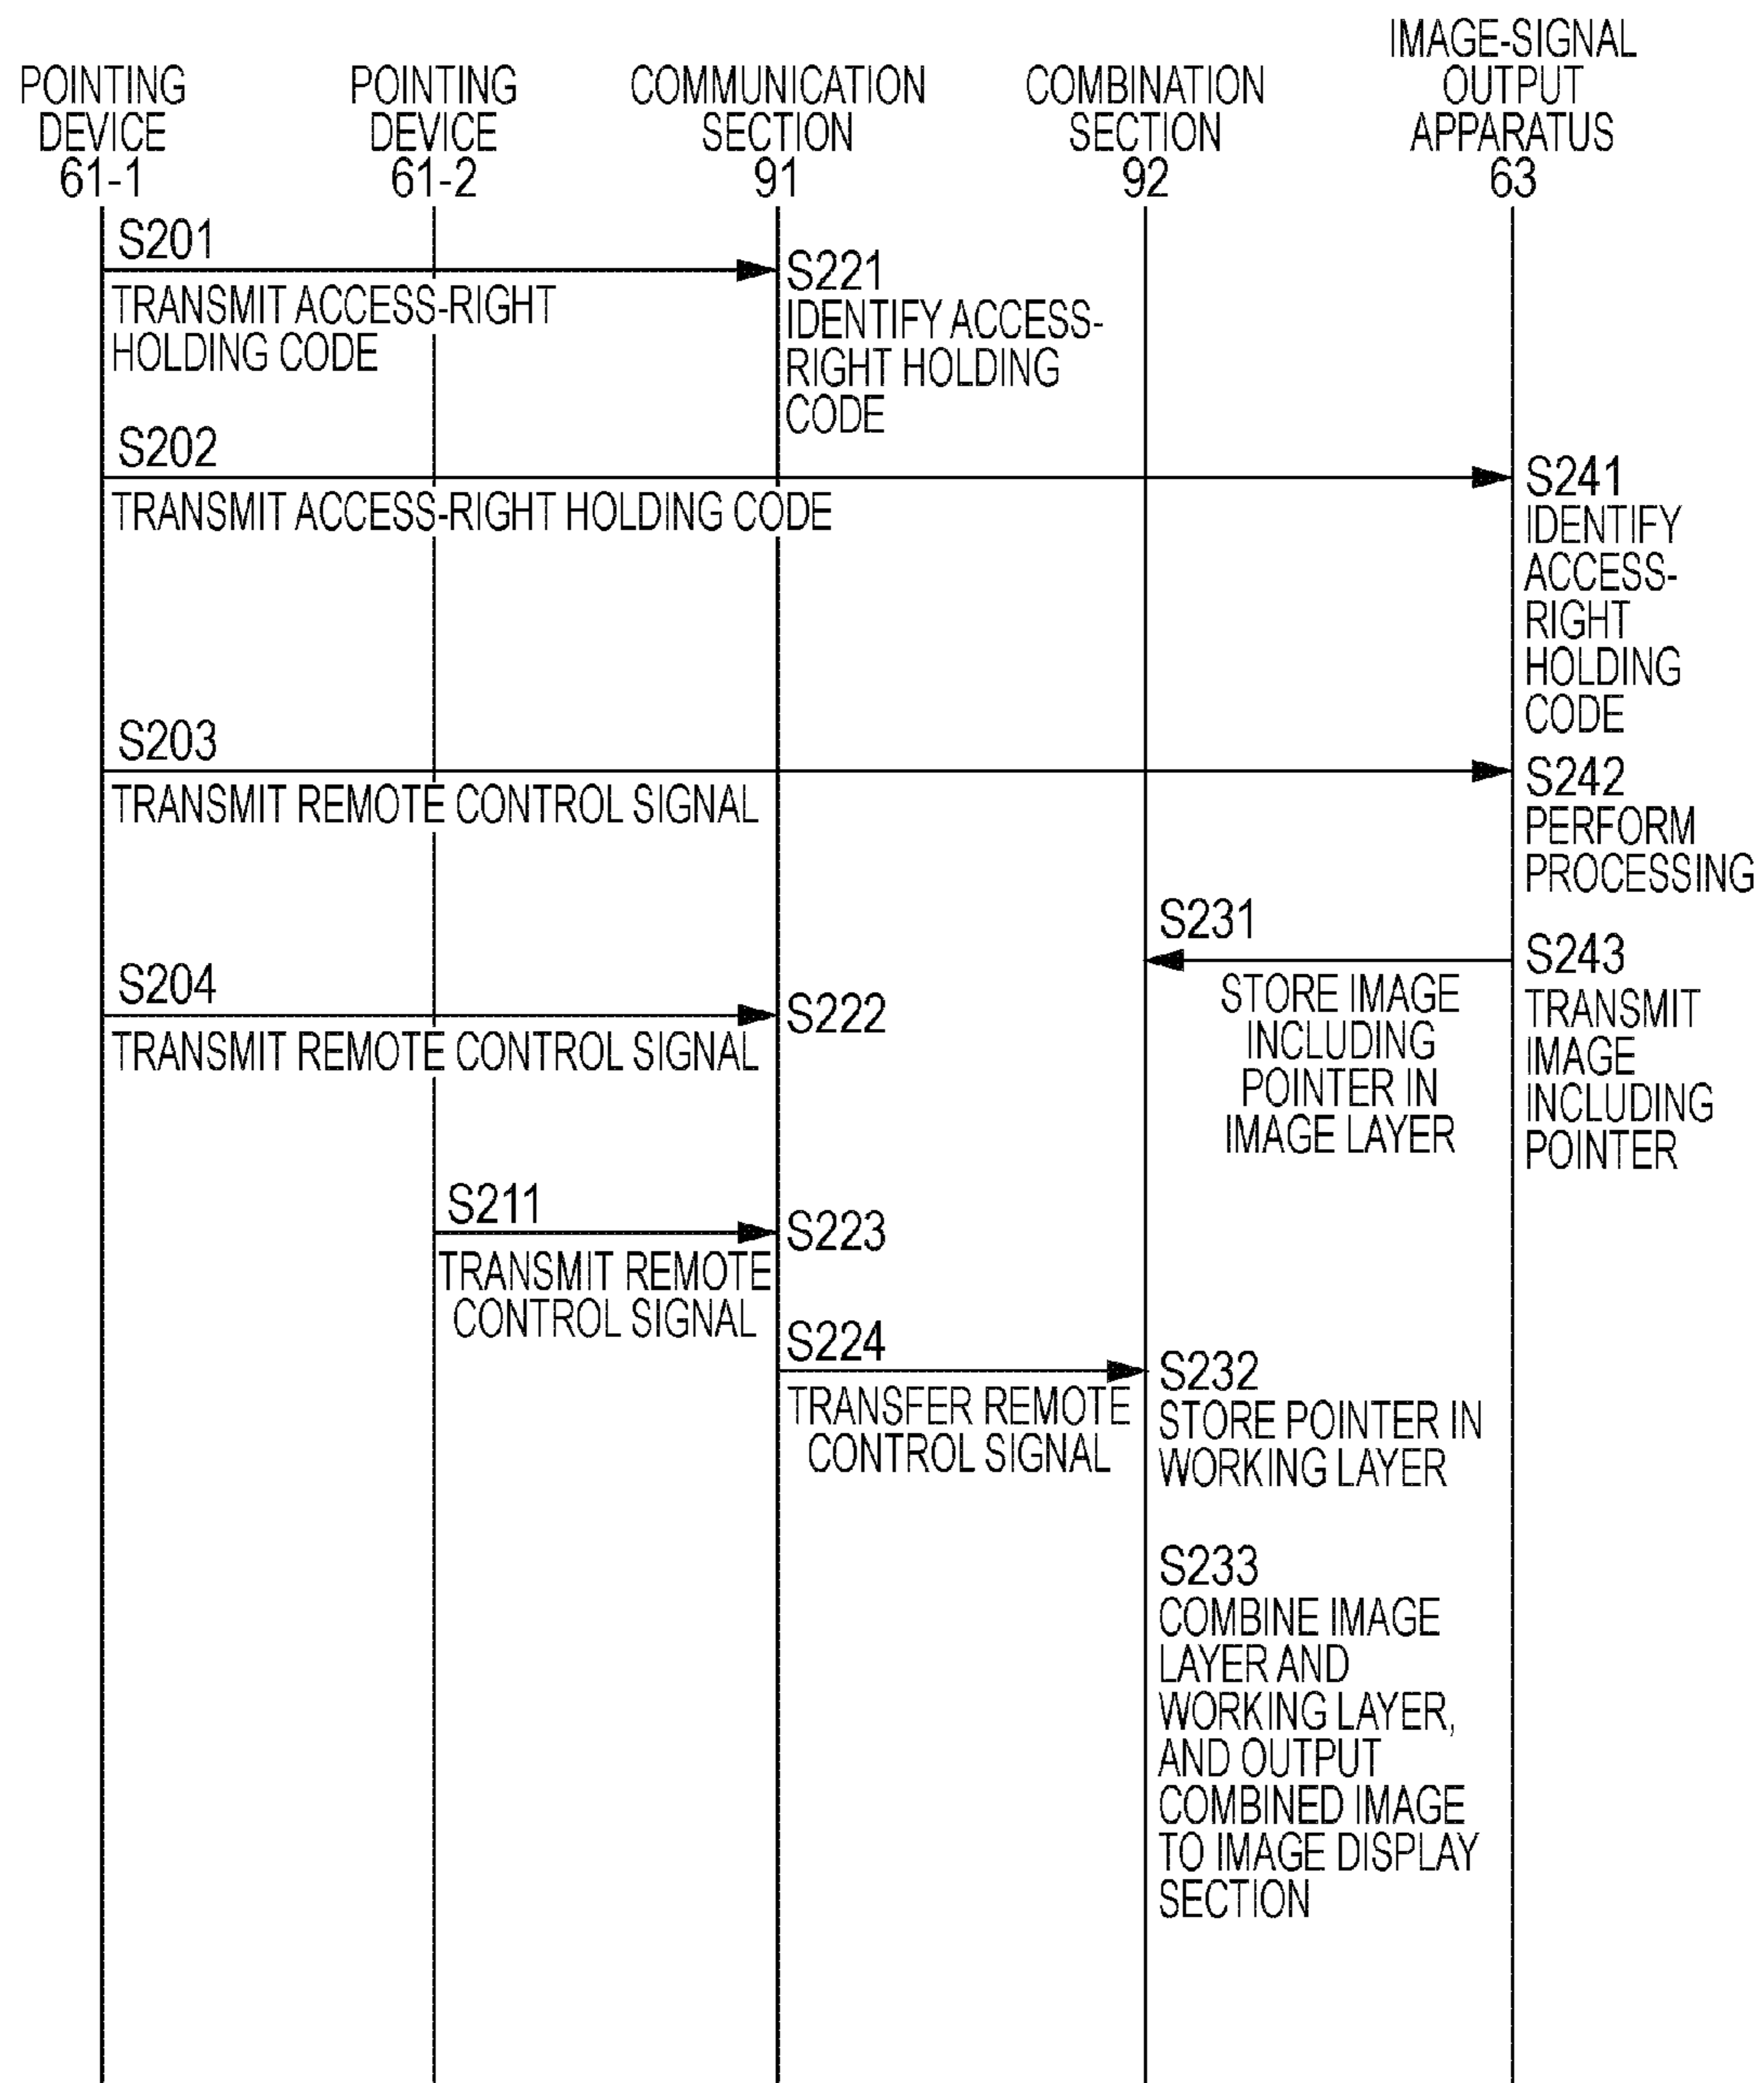 POINTING
DEVICE
61-1
POINTING
DEVICE
61-2
COMMUNICATION
SECTION
91
COMBINATION
SECTION
92
IMAGE-SIGNAL
OUTPUT
APPARATUS
63
S201
TRANSMIT ACCESS-RIGHT
HOLDING CODE
S221
IDENTIFY ACCESS-
RIGHT HOLDING
CODE
S202
TRANSMIT ACCESS-RIGHT HOLDING CODE
S241
IDENTIFY
ACCESS-
RIGHT
HOLDING
CODE
S203
TRANSMIT REMOTE CONTROL SIGNAL
S242
PERFORM
PROCESSING
S231
STORE IMAGE
INCLUDING
POINTER IN
IMAGE LAYER
S243
TRANSMIT
IMAGE
INCLUDING
POINTER
S204
TRANSMIT REMOTE CONTROL SIGNAL
S222
S211
TRANSMIT REMOTE
CONTROL SIGNAL
S223
S224
TRANSFER REMOTE
CONTROL SIGNAL
S232
STORE POINTER IN
WORKING LAYER
S233
COMBINE IMAGE
LAYER AND
WORKING LAYER,
AND OUTPUT
COMBINED IMAGE
TO IMAGE DISPLAY
SECTION